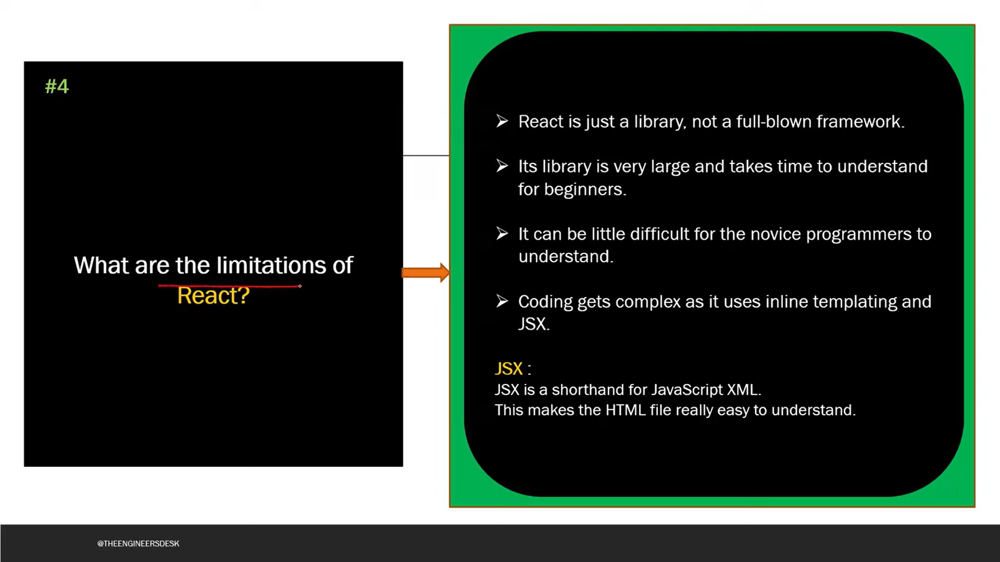 #4
What are the limitations of
React?
➢ React is just a library, not a full-blown framework.
➢ Its library is very large and takes time to understand
for beginners.
➢ It can be little difficult for the novice programmers to
understand.
➢ Coding gets complex as it uses inline templating and
JSX.
JSX :
JSX is a shorthand for JavaScript XML.
This makes the HTML file really easy to understand.
@THEENGINEERSDESK